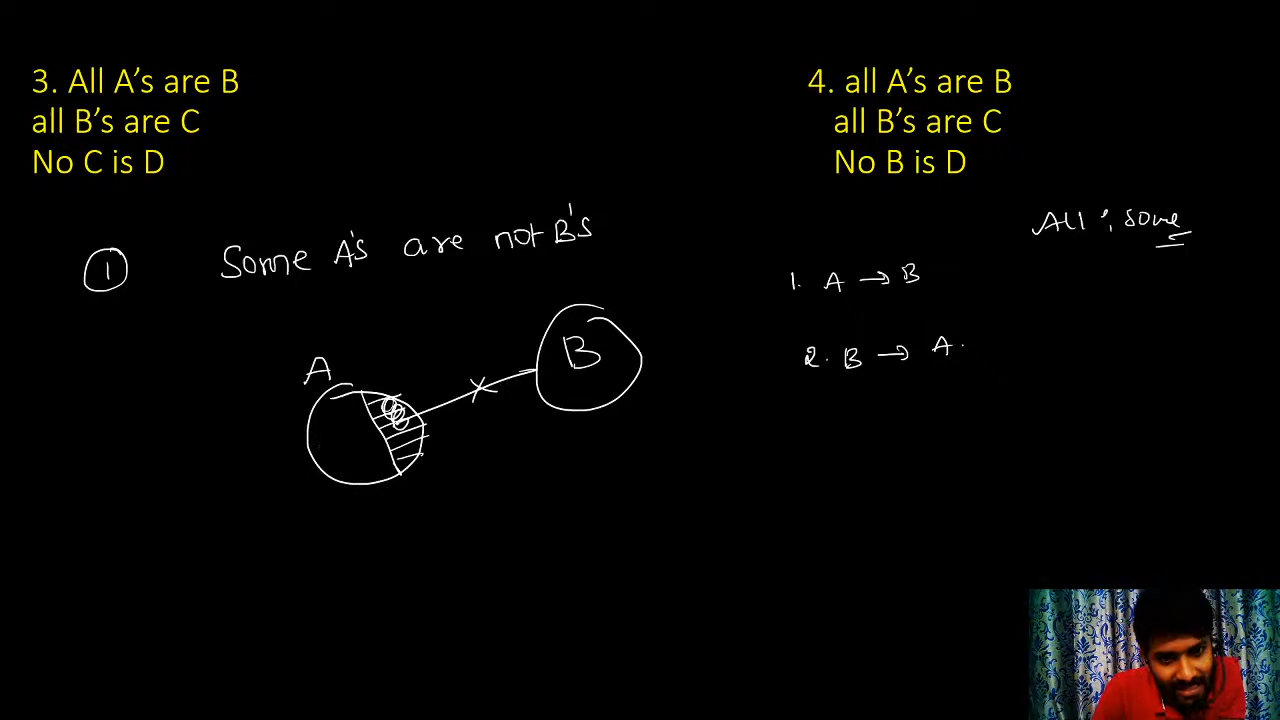 3. All A's are B
all B's are C
No C is D
4. all A's are B
all B's are C
No B is D
All ; some
1 Some A's are not B's
A
B
1. A → B
2. B → A.